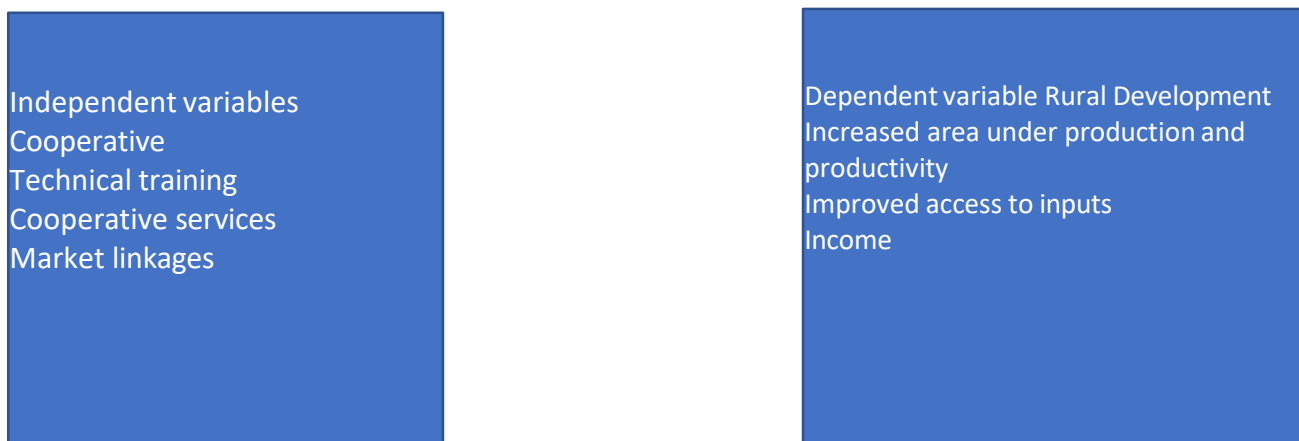 Independent variables
Cooperative
Technical training
Cooperative services
Market linkages
Dependent variable Rural Development
Increased area under production and
productivity
Improved access to inputs
Income